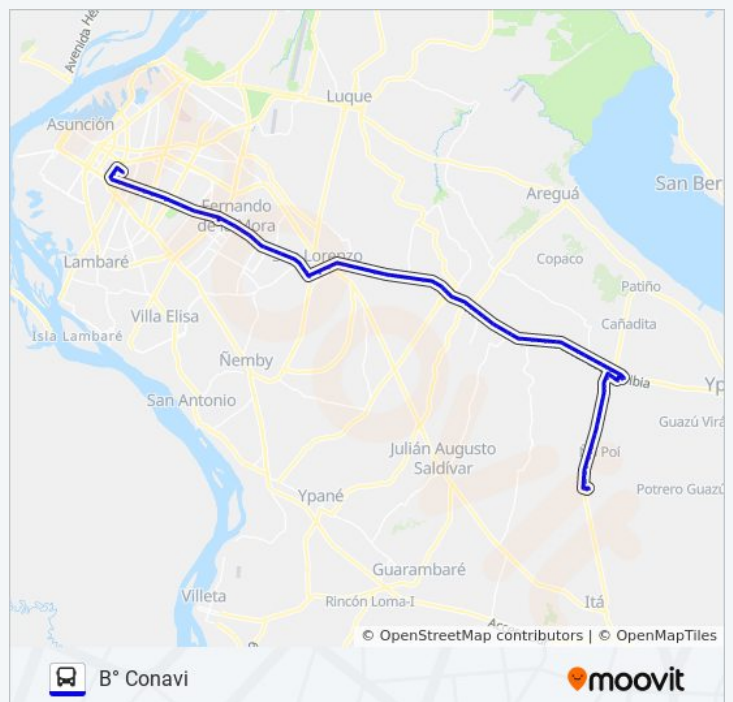 Avenida Hé
Luque
Asunción
San Ber
Areguá
Fernando
de la Mora
Lorenzo
Copaco
Lambaré
Patiño
Villa Elisa
Cañadita
Isla Lambaré
Ñemby
Yp
San Antonio
Guazú Virá
Julián Augusto
Saldívar
Poí
Potrero Guazú
Ypané
Guarambaré
Villeta
Rincón Loma-I
Itá
© OpenStreetMap contributors | © OpenMapTiles
B° Conavi
moovit